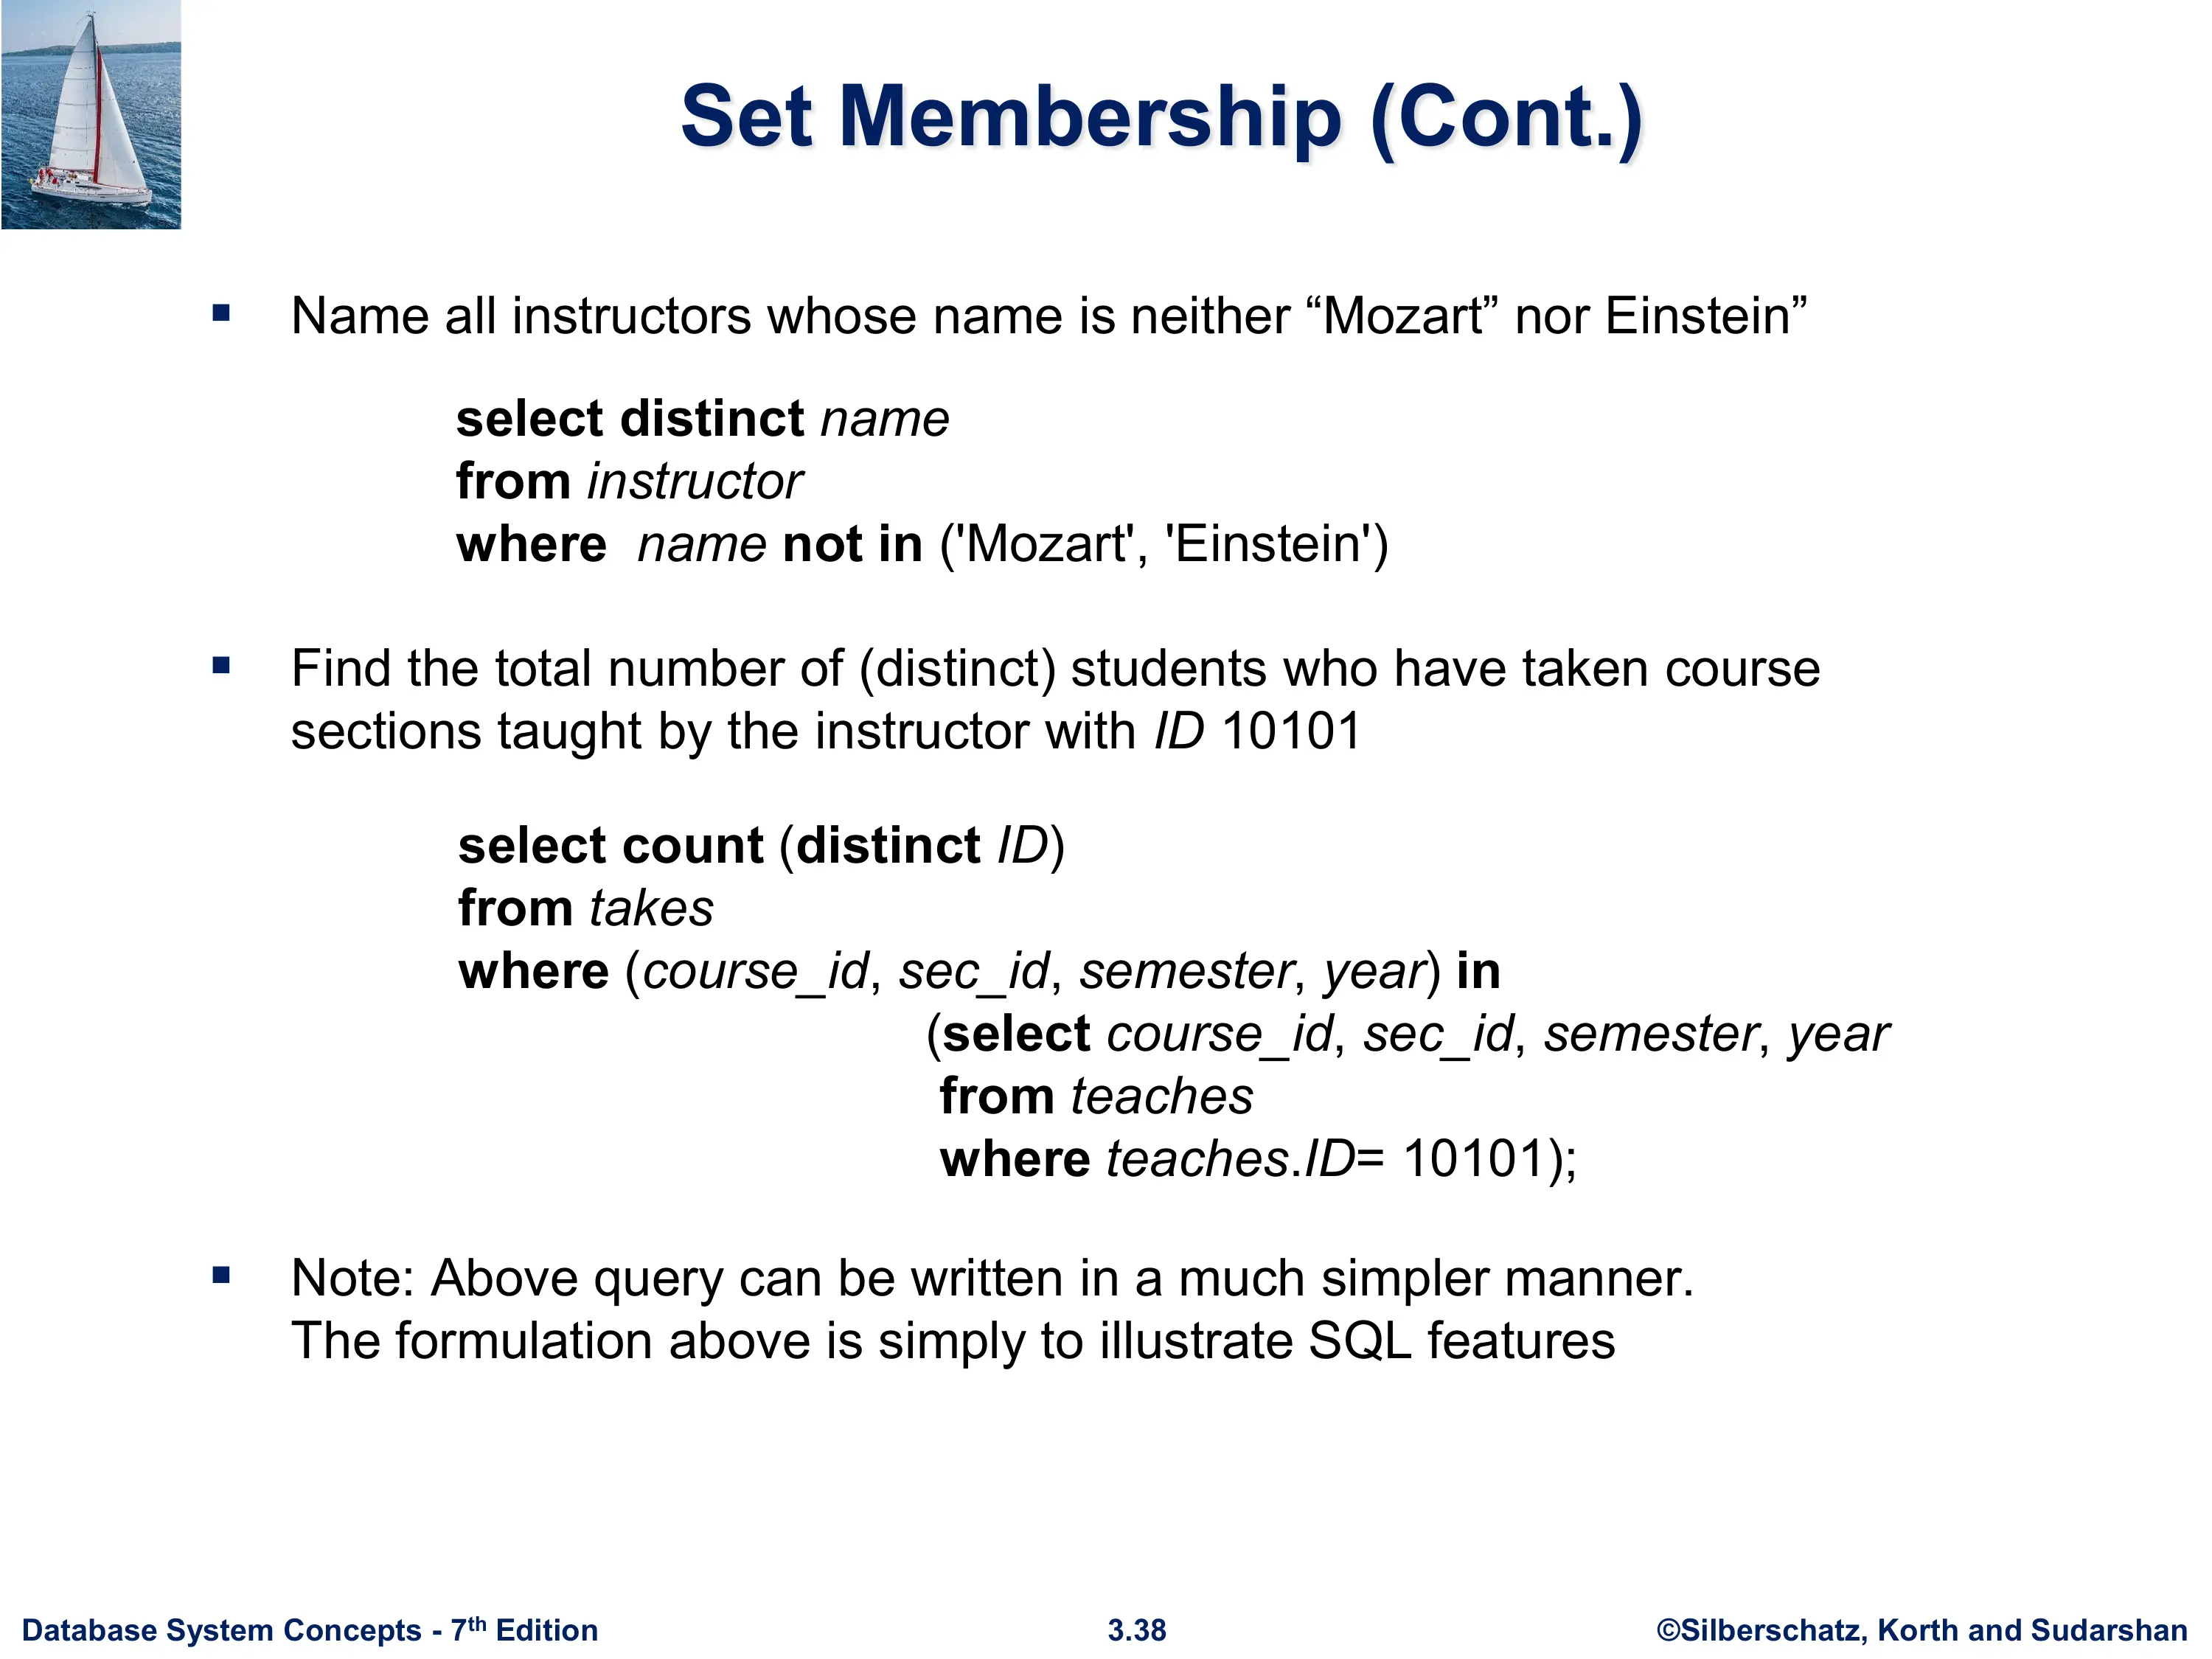 Set Membership (Cont.)
▪ Name all instructors whose name is neither “Mozart” nor Einstein”
select distinct name
from instructor
where name not in ('Mozart', 'Einstein')
▪ Find the total number of (distinct) students who have taken course
sections taught by the instructor with ID 10101
select count (distinct ID)
from takes
where (course_id, sec_id, semester, year) in
(select course_id, sec_id, semester, year
from teaches
where teaches.ID= 10101);
▪ Note: Above query can be written in a much simpler manner.
The formulation above is simply to illustrate SQL features
Database System Concepts - 7th Edition
3.38
©Silberschatz, Korth and Sudarshan